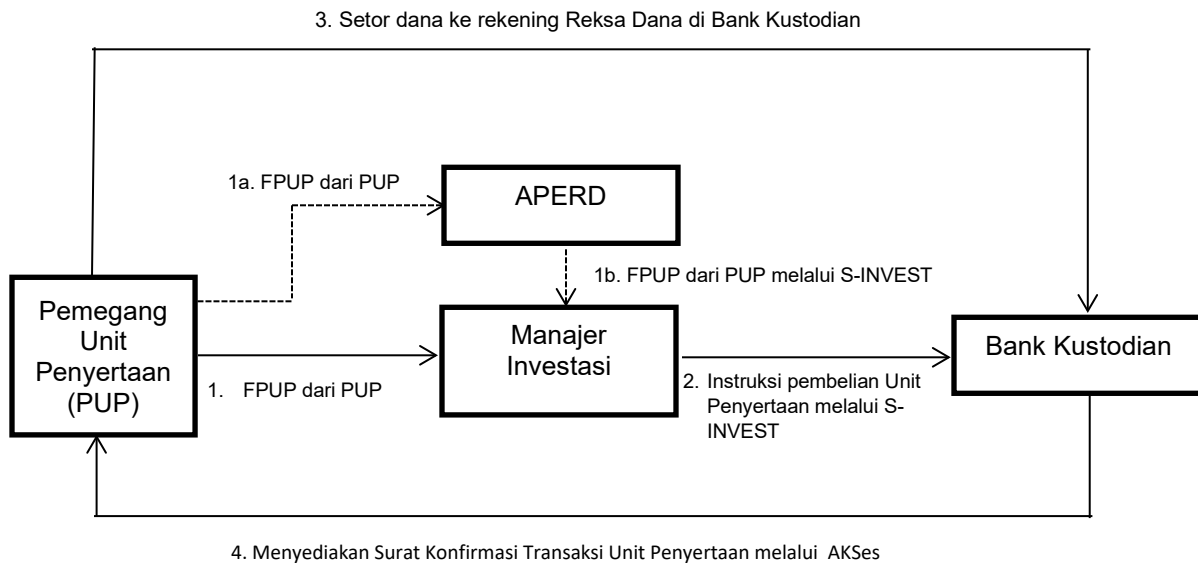 3. Setor dana ke rekening Reksa Dana di Bank Kustodian
1a. FPUP dari PUP
APERD
1b. FPUP dari PUP melalui S-INVEST
Pemegang
Unit
Penyertaan
(PUP)
1. FPUP dari PUP
Manajer
Investasi
2. Instruksi pembelian Unit
Penyertaan melalui S-
INVEST
Bank Kustodian
4. Menyediakan Surat Konfirmasi Transaksi Unit Penyertaan melalui AKSes